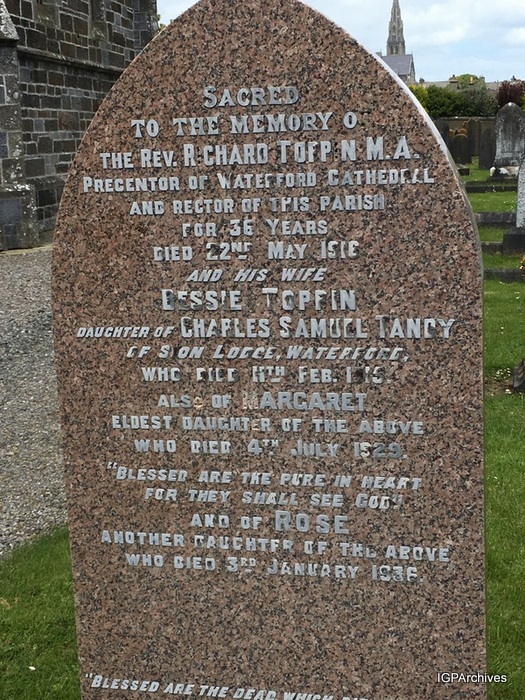 SACRED
TO THE MEMORY O
THE REV. RICHARD TOPPIN M.A.
PRECENTOR OF WATERFORD CATHEDRAL
AND RECTOR OF THIS PARISH
FOR 36 YEARS
DIED 22ND MAY 1916
AND HIS WIFE
BESSIE TOPPIN
DAUGHTER OF CHARLES SAMUEL TANDY
OF SION LODGE, WATERFORD,
WHO DIED 11TH FEB.
ALSO OF MARGARET
ELDEST DAUGHTER OF THE ABOVE
WHO DIED 4TH JULY 1929.
"BLESSED ARE THE PURE IN HEART
FOR THEY SHALL SEE GOD"
AND OF ROSE
ANOTHER DAUGHTER OF THE ABOVE
WHO DIED 3RD JANUARY 1936.
"BLESSED ARE THE DEAD WHICH
IGPArchives